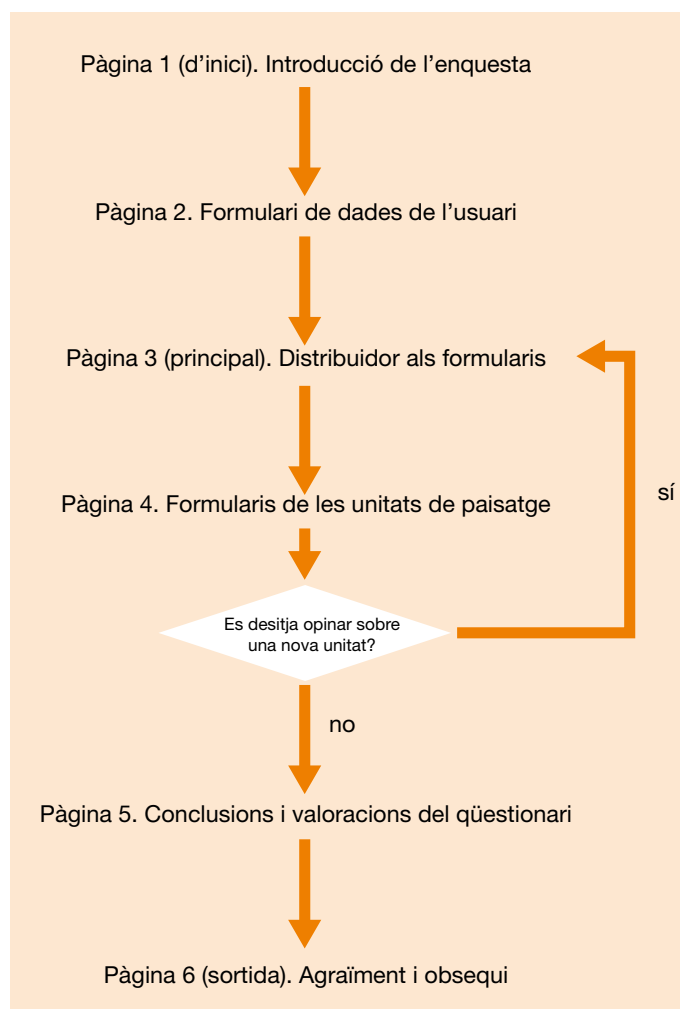 Pàgina 1 (d’inici). Introducció de l’enquesta
Pàgina 2. Formulari de dades de l’usuari
Pàgina 3 (principal). Distribuidor als formularis
sí
Pàgina 4. Formularis de les unitats de paisatge
Es desitja opinar sobre
una nova unitat?
no
Pàgina 5. Conclusions i valoracions del qüestionari
Pàgina 6 (sortida). Agraïment i obsequi